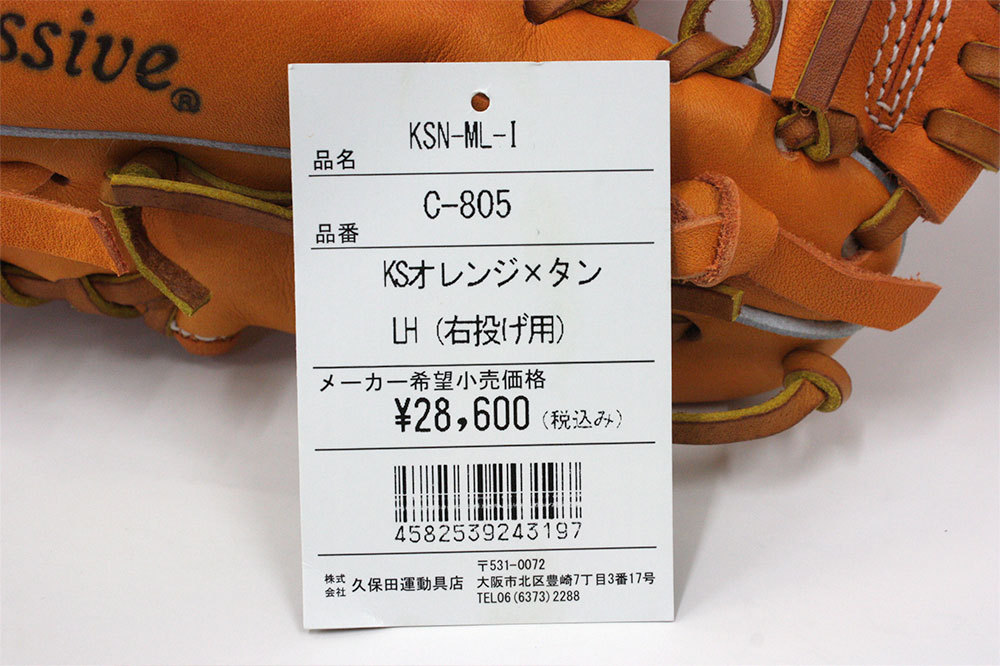 ssive®
KSN-ML-I
品名
C-805
品番
KSオレンジ×タン
LH (右投げ用)
メーカー希望小売価格
¥28,600 (税込み)
4582539243197
株式会社 久保田運動具店
〒531-0072
大阪市北区豊崎7丁目3番17号
TEL06(6373)2288